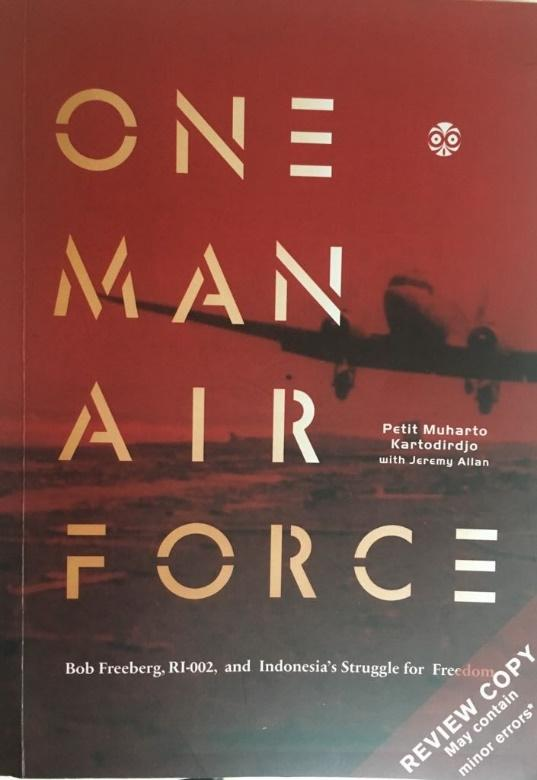 ONE
MAN
AIR
FORCE
Petit Muharto
Kartodirdjo
with Jeremy Allan
Bob Freeberg, RI-002, and Indonesia's Struggle for Freedom
REVIEW COPY
May contain
minor errors*